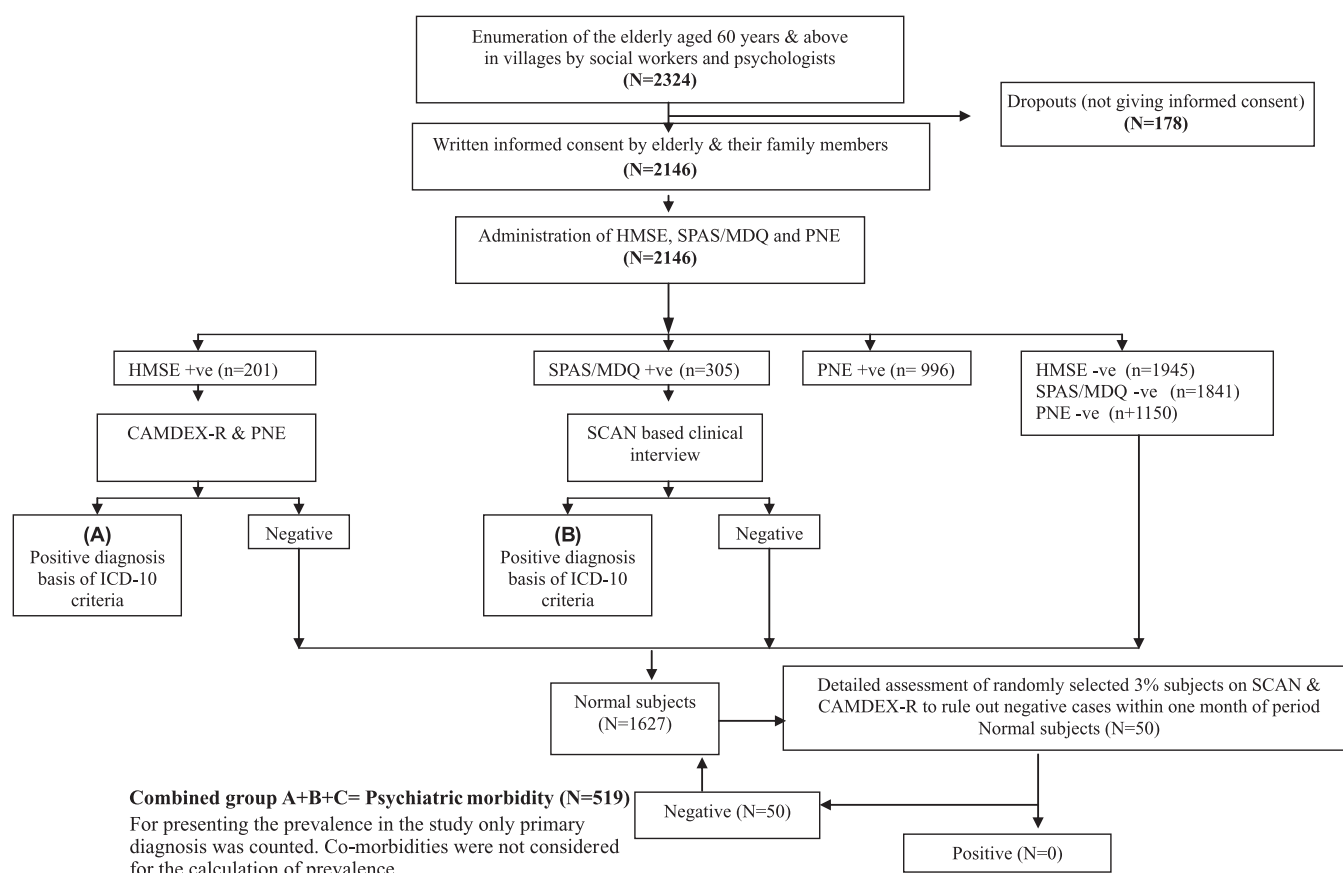 Enumeration of the elderly aged 60 years & above
in villages by social workers and psychologists
(N=2324)
Dropouts (not giving informed consent)
(N=178)
Written informed consent by elderly & their family members
(N=2146)
Administration of HMSE, SPAS/MDQ and PNE
(N=2146)
HMSE +ve (n=201)
SPAS/MDQ +ve (n=305)
PNE +ve (n= 996)
HMSE -ve (n=1945)
SPAS/MDQ -ve (n=1841)
PNE -ve (n+1150)
CAMDEX-R & PNE
SCAN based clinical
interview
(A)
Positive diagnosis
basis of ICD-10
criteria
Negative
(B)
Positive diagnosis
basis of ICD-10
criteria
Negative
Normal subjects
(N=1627)
Detailed assessment of randomly selected 3% subjects on SCAN &
CAMDEX-R to rule out negative cases within one month of period
Normal subjects (N=50)
Combined group A+B+C= Psychiatric morbidity (N=519)
For presenting the prevalence in the study only primary
diagnosis was counted. Co-morbidities were not considered
for the calculation of prevalence
Negative (N=50)
Positive (N=0)